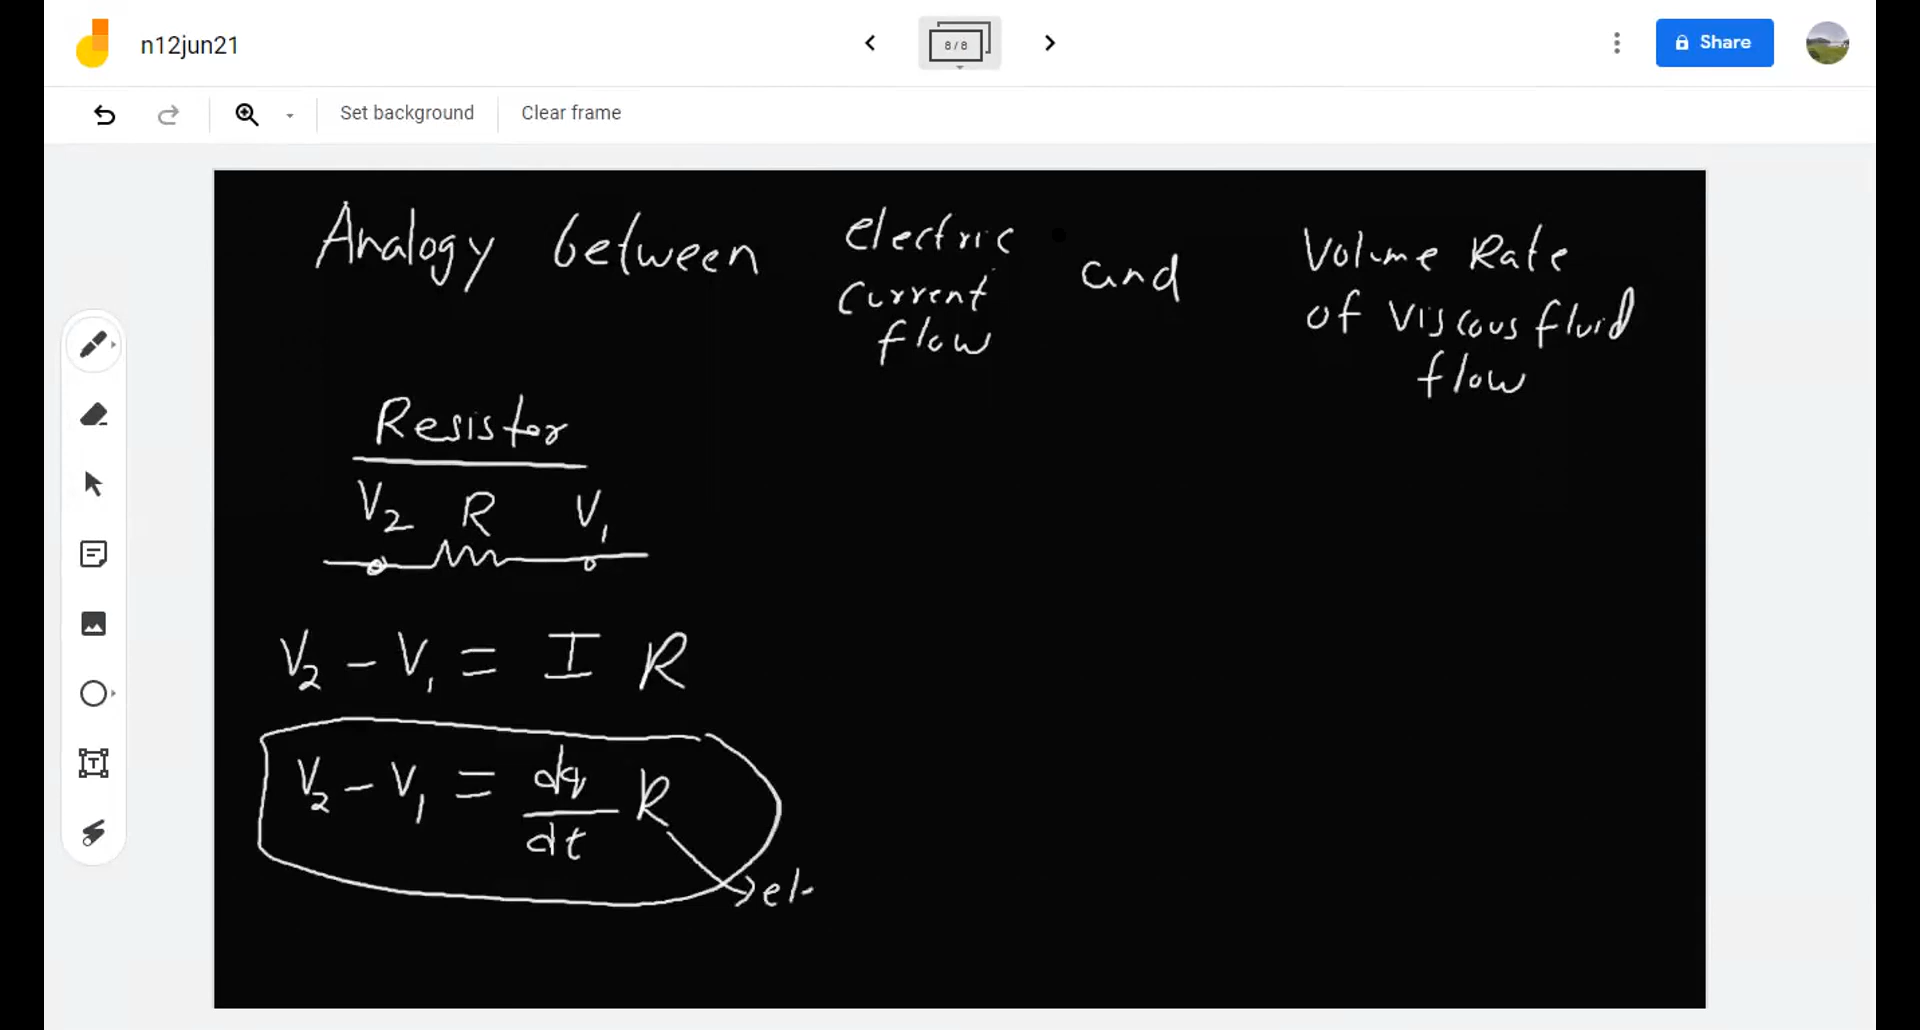 n12jun21
8 / 8
Share
Set background
Clear frame
Analogy between electric current flow and Volume Rate of Viscous fluid flow
Resistor
V2 R V1
V2 - V1 = I R
V2 - V1 = dq/dt R
→ el.